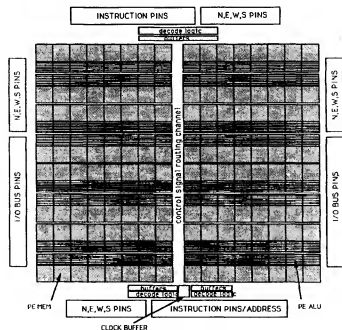 INSTRUCTION PINS
N,E,W,S PINS
decode logic
buffers
N,E,W,S PINS
I/O BUS PINS
control signal routing channel
N,E,W,S PINS
I/O BUS PINS
PE MEM
buffers
decode logic
buffers
decode logic
PE ALU
N,E,W,S PINS
INSTRUCTION PINS/ADDRESS
CLOCK BUFFER